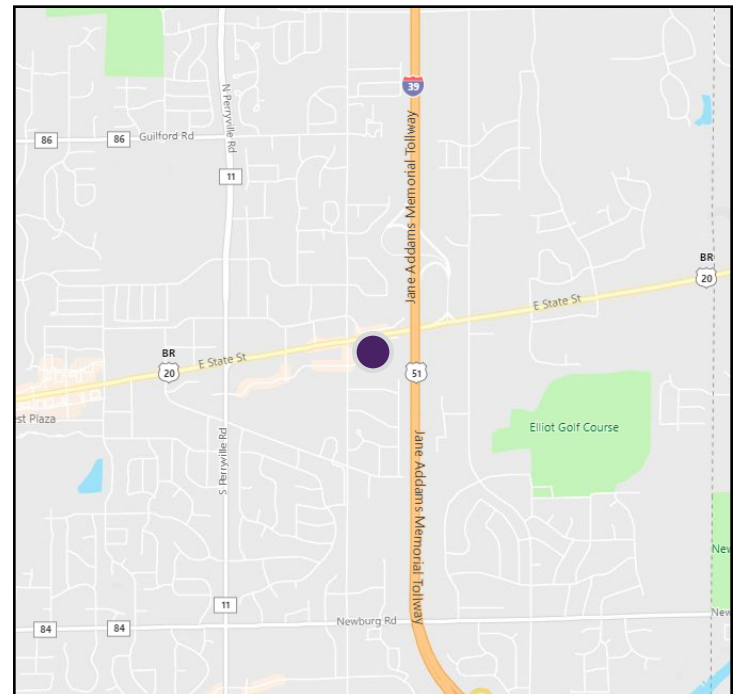 39
N Perryville Rd
Jane Addams Memorial Tollway
86
86
Guilford Rd
11
BR
20
E State St
BR
20
E State St
51
st Plaza
Elliot Golf Course
S Perryville Rd
Jane Addams Memorial Tollway
New
11
New
Newburg Rd
84
84